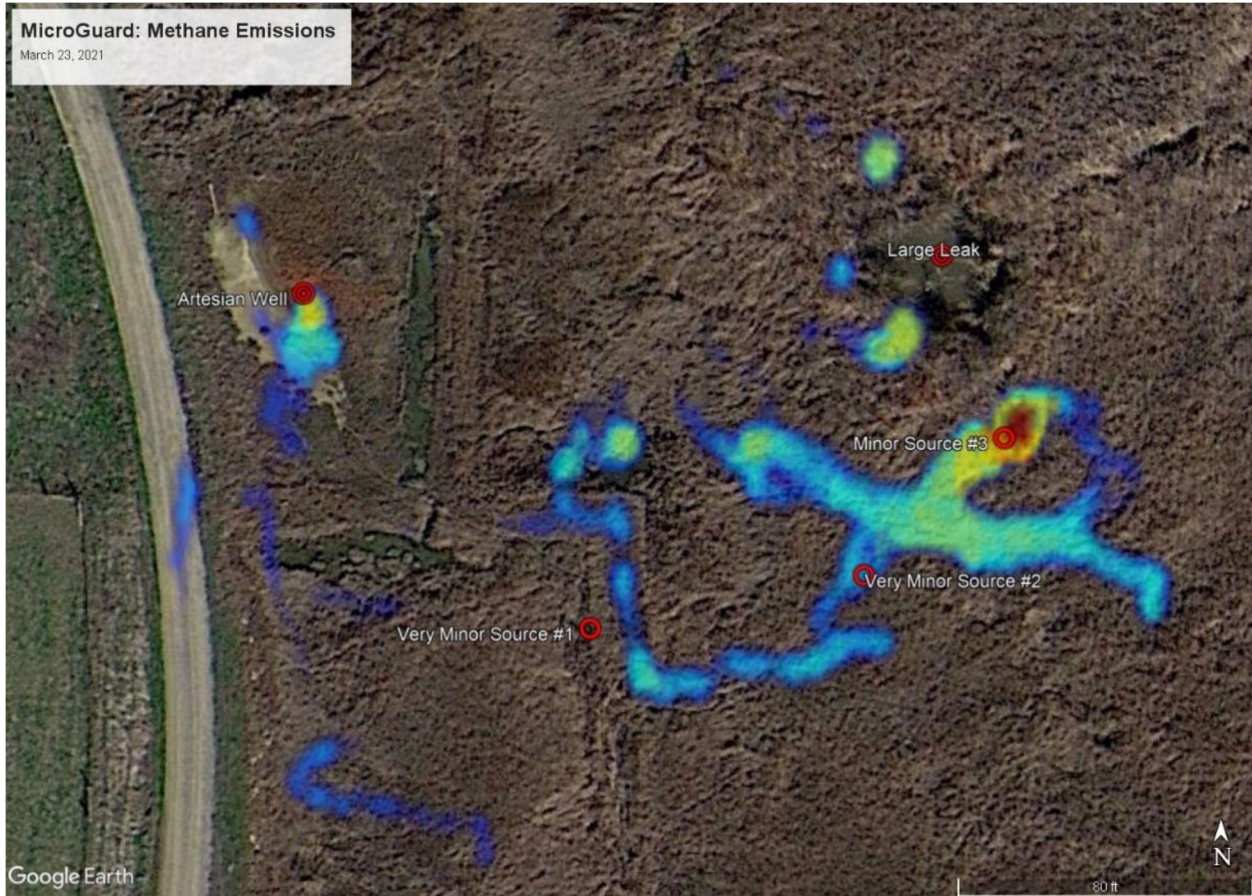 MicroGuard: Methane Emissions
March 23, 2021
Large Leak
Artesian Well
Minor Source #3
Very Minor Source #2
Very Minor Source #1
N
Google Earth
80 ft